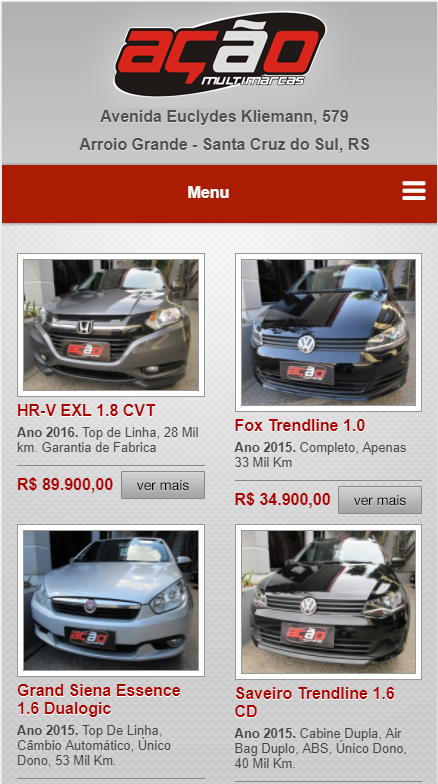 ação
multimarcas
Avenida Euclydes Kliemann, 579
Arroio Grande - Santa Cruz do Sul, RS
Menu
ação
ação
HR-V EXL 1.8 CVT
Ano 2016. Top de Linha, 28 Mil
km. Garantia de Fabrica
R$ 89.900,00
ver mais
Fox Trendline 1.0
Ano 2015. Completo, Apenas
33 Mil Km
R$ 34.900,00
ver mais
ação
ação
Grand Siena Essence
1.6 Dualogic
Ano 2015. Top De Linha,
Câmbio Automático, Único
Dono, 53 Mil Km.
Saveiro Trendline 1.6
CD
Ano 2015. Cabine Dupla, Air
Bag Duplo, ABS, Único Dono,
40 Mil Km.